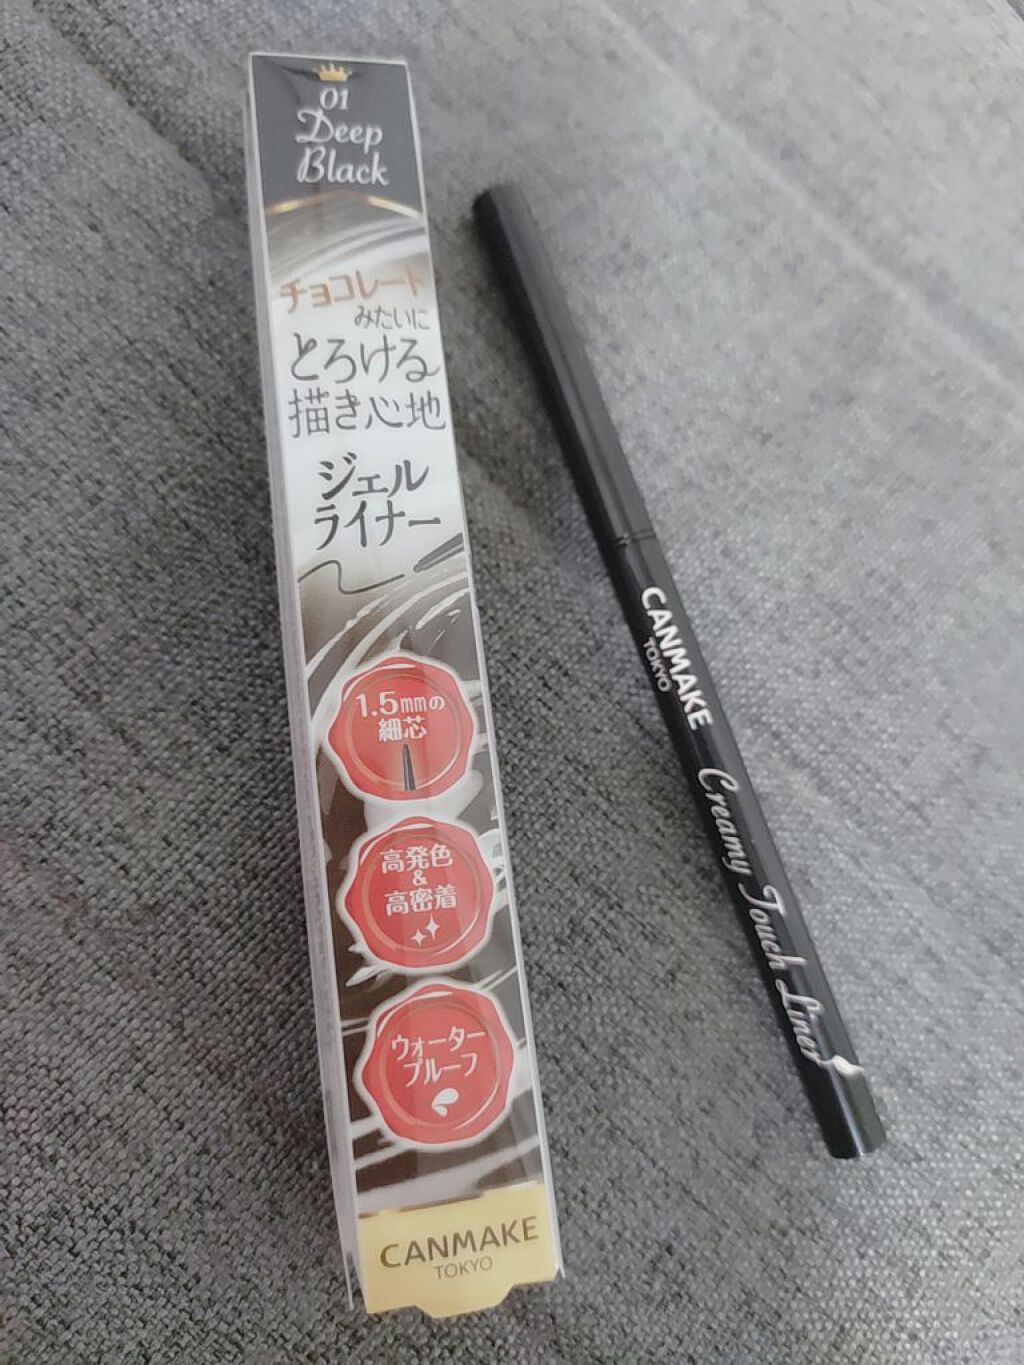 01
Deep
Black
チョコレート
みたいに
とろける
描き心地
ジェル
ライナー
1.5mmの
細芯
高発色
&
高密着
ウォーター
プルーフ
CANMAKE
TOKYO
CANMAKE
TOKYO
Creamy Touch Liner